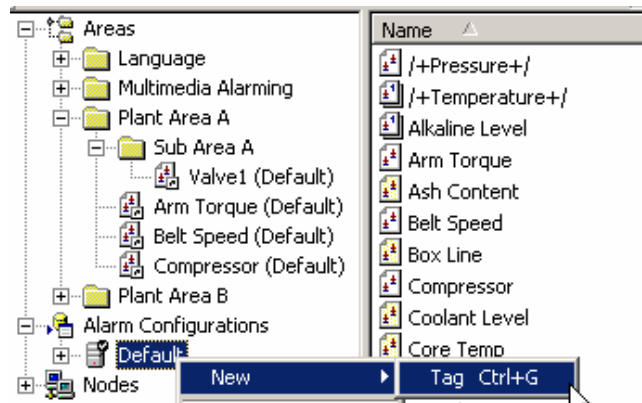 Areas
Language
Multimedia Alarming
Plant Area A
Sub Area A
Valve1 (Default)
Arm Torque (Default)
Belt Speed (Default)
Compressor (Default)
Plant Area B
Alarm Configurations
Default
Nodes
Name
/+Pressure+/
/+Temperature+/
Alkaline Level
Arm Torque
Ash Content
Belt Speed
Box Line
Compressor
Coolant Level
Core Temp
New
Tag Ctrl+G